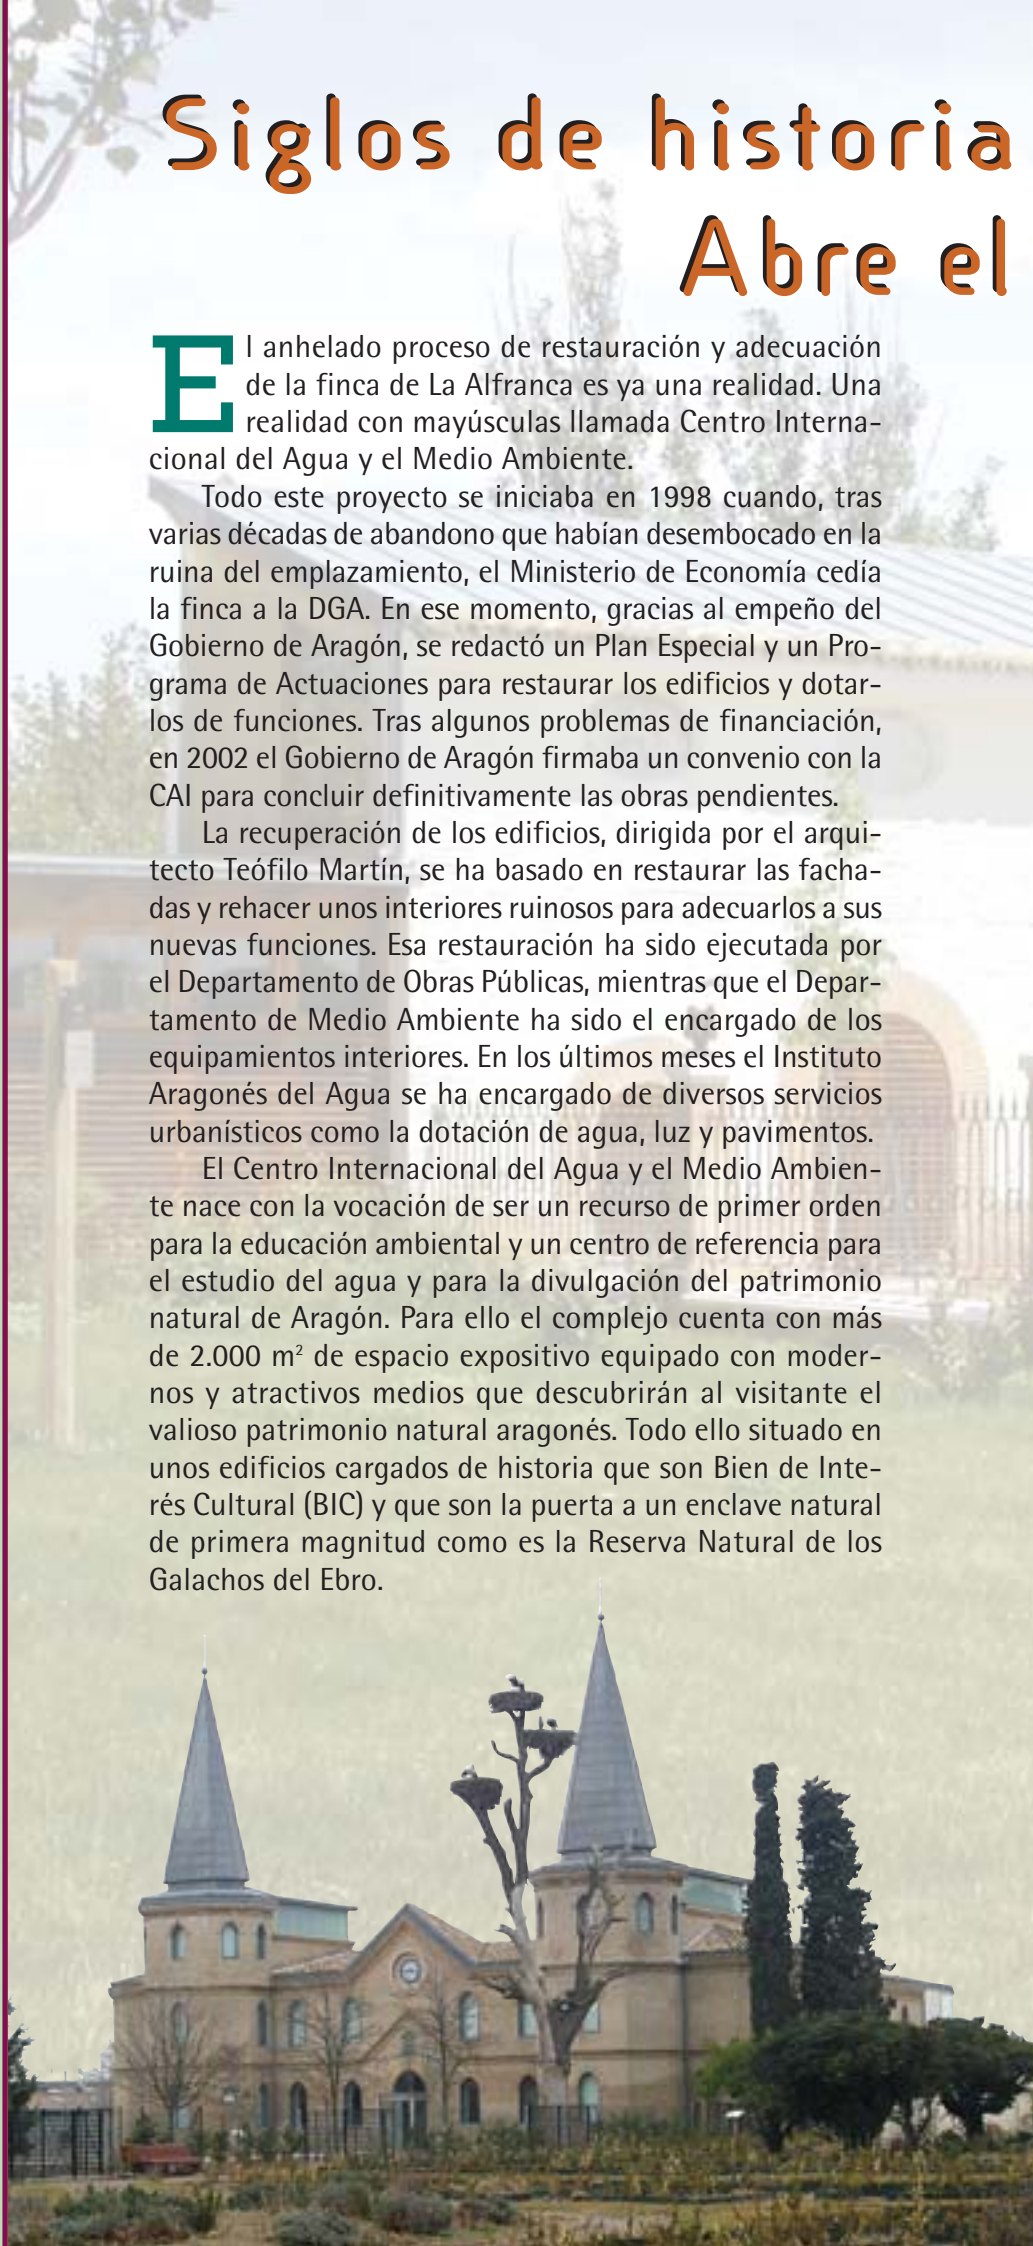 Siglos de historia
Abre el
El anhelado proceso de restauración y adecuación
de la finca de La Alfranca es ya una realidad. Una
realidad con mayúsculas llamada Centro Interna-
cional del Agua y el Medio Ambiente.
Todo este proyecto se iniciaba en 1998 cuando, tras
varias décadas de abandono que habían desembocado en la
ruina del emplazamiento, el Ministerio de Economía cedía
la finca a la DGA. En ese momento, gracias al empeño del
Gobierno de Aragón, se redactó un Plan Especial y un Pro-
grama de Actuaciones para restaurar los edificios y dotar-
los de funciones. Tras algunos problemas de financiación,
en 2002 el Gobierno de Aragón firmaba un convenio con la
CAI para concluir definitivamente las obras pendientes.
La recuperación de los edificios, dirigida por el arqui-
tecto Teófilo Martín, se ha basado en restaurar las facha-
das y rehacer unos interiores ruinosos para adecuarlos a sus
nuevas funciones. Esa restauración ha sido ejecutada por
el Departamento de Obras Públicas, mientras que el Depar-
tamento de Medio Ambiente ha sido el encargado de los
equipamientos interiores. En los últimos meses el Instituto
Aragonés del Agua se ha encargado de diversos servicios
urbanísticos como la dotación de agua, luz y pavimentos.
El Centro Internacional del Agua y el Medio Ambien-
te nace con la vocación de ser un recurso de primer orden
para la educación ambiental y un centro de referencia para
el estudio del agua y para la divulgación del patrimonio
natural de Aragón. Para ello el complejo cuenta con más
de 2.000 m² de espacio expositivo equipado con moder-
nos y atractivos medios que descubrirán al visitante el
valioso patrimonio natural aragonés. Todo ello situado en
unos edificios cargados de historia que son Bien de Inte-
rés Cultural (BIC) y que son la puerta a un enclave natural
de primera magnitud como es la Reserva Natural de los
Galachos del Ebro.